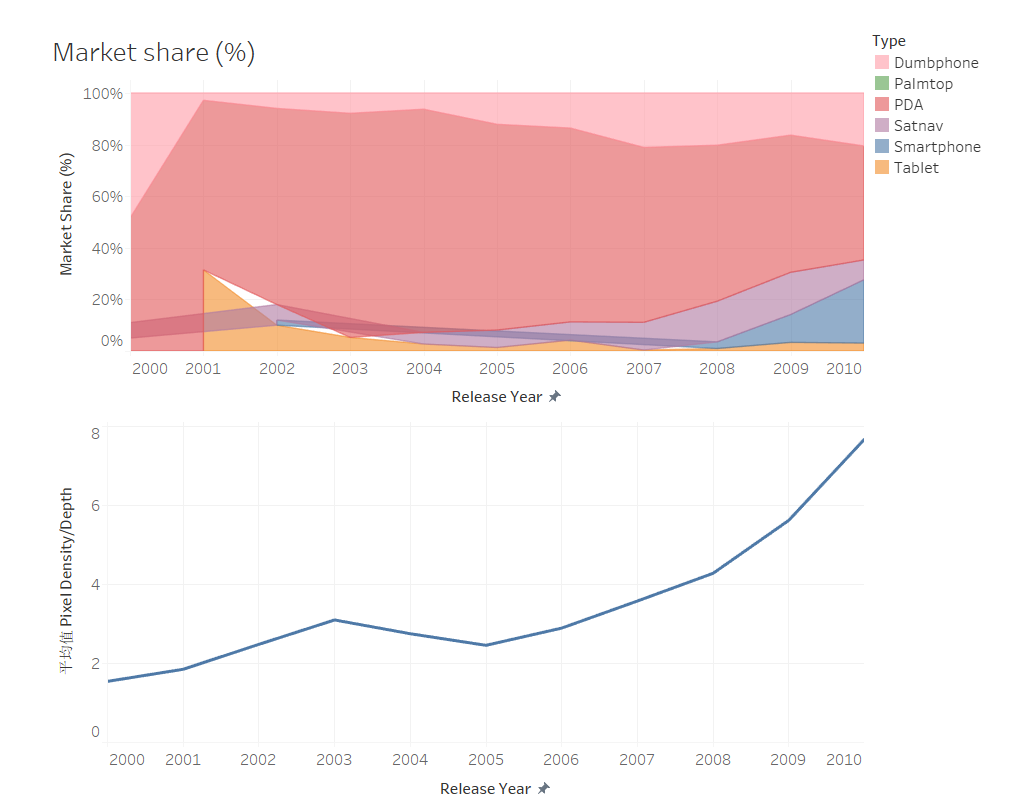 Market share (%)
Type
Dumbphone
Palmtop
PDA
Satnav
Smartphone
Tablet
Market Share (%)
100%
80%
60%
40%
20%
0%
2000 2001 2002 2003 2004 2005 2006 2007 2008 2009 2010
Release Year
平均值 Pixel Density/Depth
8
6
4
2
0
2000 2001 2002 2003 2004 2005 2006 2007 2008 2009 2010
Release Year